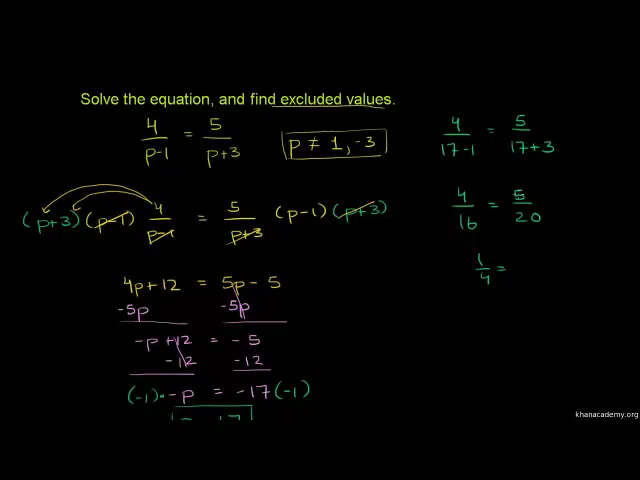 Solve the equation, and find excluded values.
4/(p-1) = 5/(p+3)
p ≠ 1, -3
(p+3)(p-1) 4/(p-1) = 5/(p+3) (p-1)(p+3)
4p+12 = 5p-5
-5p -5p
-p +12 = -5
-12 -12
(-1)·-p = -17(-1)
4/(17-1) = 5/(17+3)
4/16 = 5/20
1/4 =
khanacademy.org